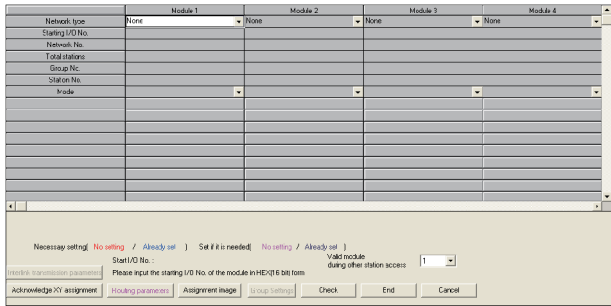 Module 1 Module 2 Module 3 Module 4
Network type None None None None
Starting I/O No.
Network No.
Total stations
Group No.
Station No.
Mode
Necessary setting( No setting / Already set ) Set if it is needed( No setting / Already set )
Start I/O No. : Valid module during other station access 1
Interlink transmission parameters Please input the starting I/O No. of the module in HEX(16 bit) form
Acknowledge XY assignment Routing parameters Assignment image Group Settings Check End Cancel